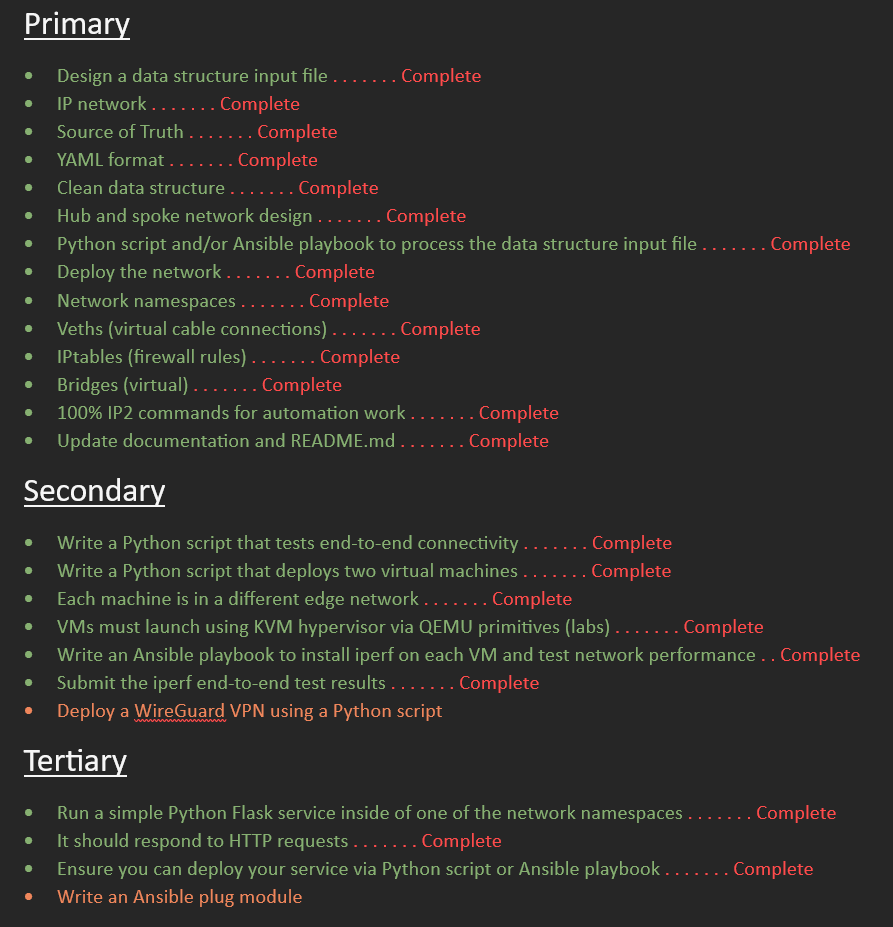 Primary
• Design a data structure input file . . . . . . . Complete
• IP network . . . . . . . Complete
• Source of Truth . . . . . . . Complete
• YAML format . . . . . . . Complete
• Clean data structure . . . . . . . Complete
• Hub and spoke network design . . . . . . . Complete
• Python script and/or Ansible playbook to process the data structure input file . . . . . . . Complete
• Deploy the network . . . . . . . Complete
• Network namespaces . . . . . . . Complete
• Veths (virtual cable connections) . . . . . . . Complete
• IPtables (firewall rules) . . . . . . . Complete
• Bridges (virtual) . . . . . . . Complete
• 100% IP2 commands for automation work . . . . . . . Complete
• Update documentation and README.md . . . . . . . Complete
Secondary
• Write a Python script that tests end-to-end connectivity . . . . . . . Complete
• Write a Python script that deploys two virtual machines . . . . . . . Complete
• Each machine is in a different edge network . . . . . . . Complete
• VMs must launch using KVM hypervisor via QEMU primitives (labs) . . . . . . . Complete
• Write an Ansible playbook to install iperf on each VM and test network performance . . Complete
• Submit the iperf end-to-end test results . . . . . . . Complete
• Deploy a WireGuard VPN using a Python script
Tertiary
• Run a simple Python Flask service inside of one of the network namespaces . . . . . . . Complete
• It should respond to HTTP requests . . . . . . . Complete
• Ensure you can deploy your service via Python script or Ansible playbook . . . . . . . Complete
• Write an Ansible plug module